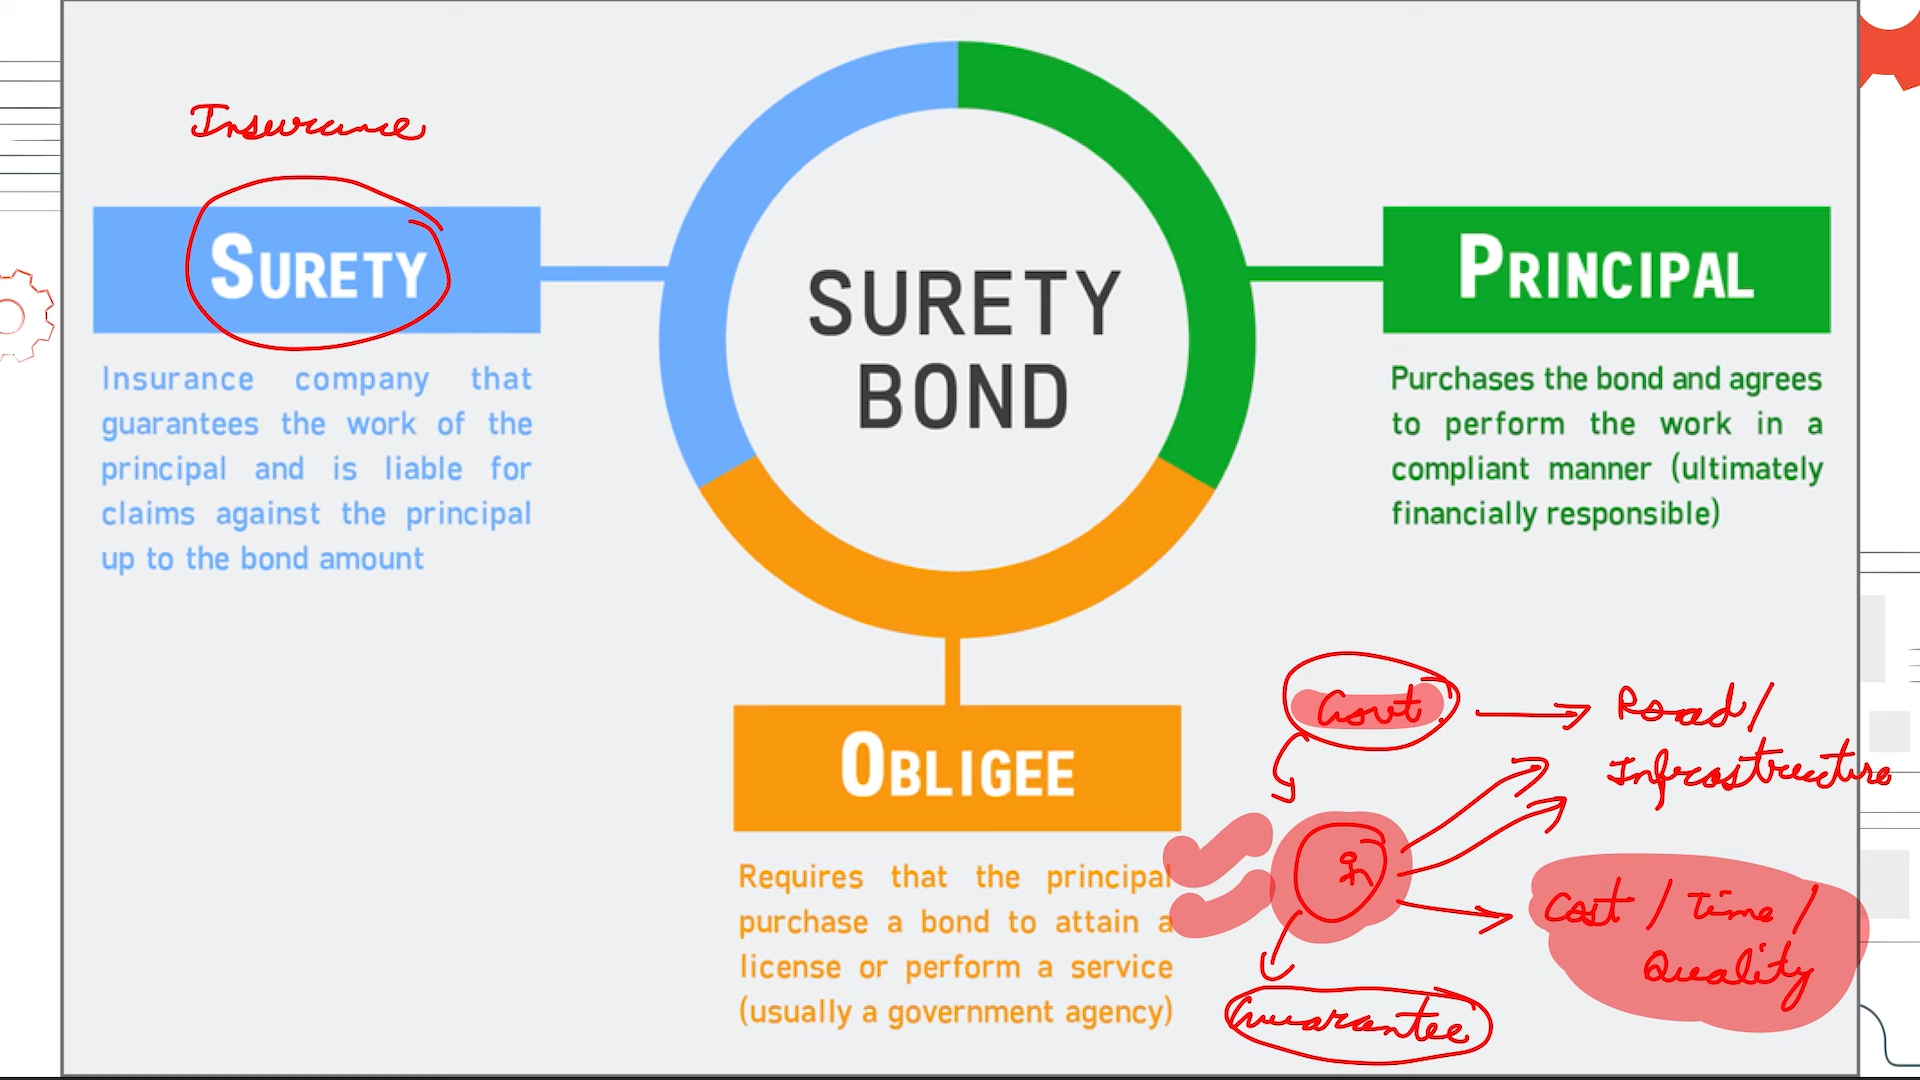 Insurance
SURETY
Insurance company that
guarantees the work of the
principal and is liable for
claims against the principal
up to the bond amount
SURETY
BOND
PRINCIPAL
Purchases the bond and agrees
to perform the work in a
compliant manner (ultimately
financially responsible)
OBLIGEE
Requires that the principal
purchase a bond to attain a
license or perform a service
(usually a government agency)
Govt.
Road/
Infrastructure
Cost / Time /
Quality
Guarantee